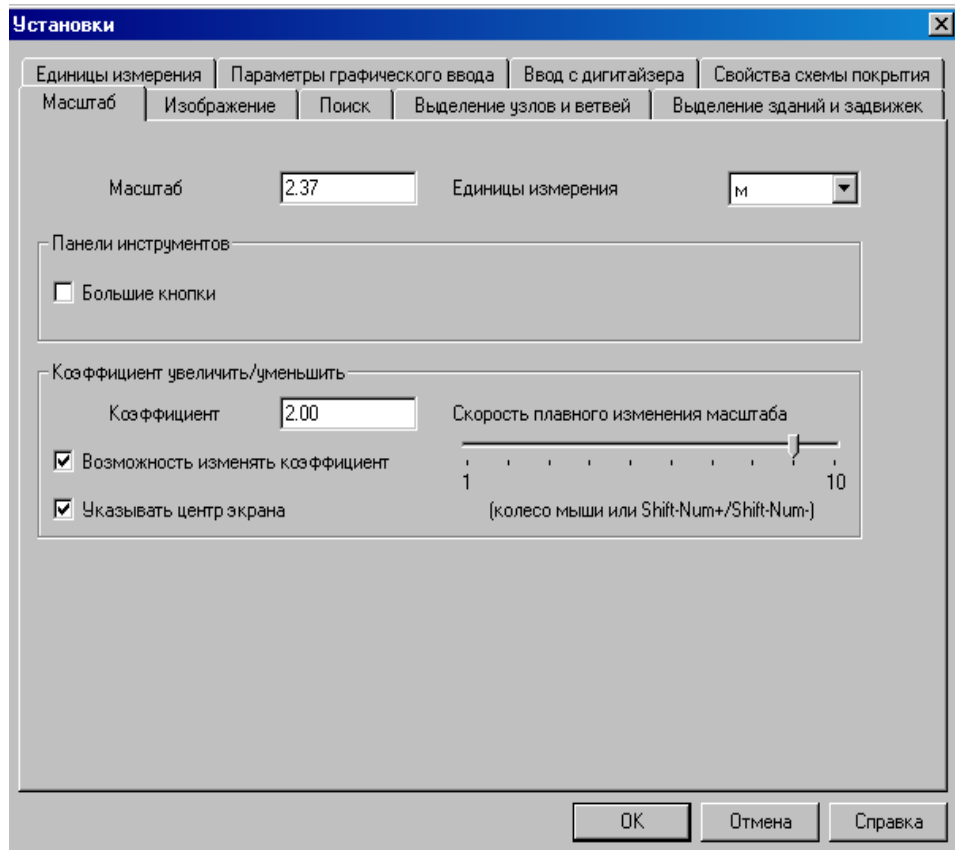 Установки
Единицы измерения Параметры графического ввода Ввод с дигитайзера Свойства схемы покрытия
Масштаб Изображение Поиск Выделение узлов и ветвей Выделение зданий и задвижек
Масштаб 2.37 Единицы измерения м
Панели инструментов
Большие кнопки
Коэффициент увеличить/уменьшить
Коэффициент 2.00 Скорость плавного изменения масштаба
Возможность изменять коэффициент
1 10
Указывать центр экрана (колесо мыши или Shift-Num+/Shift-Num-)
OK Отмена Справка